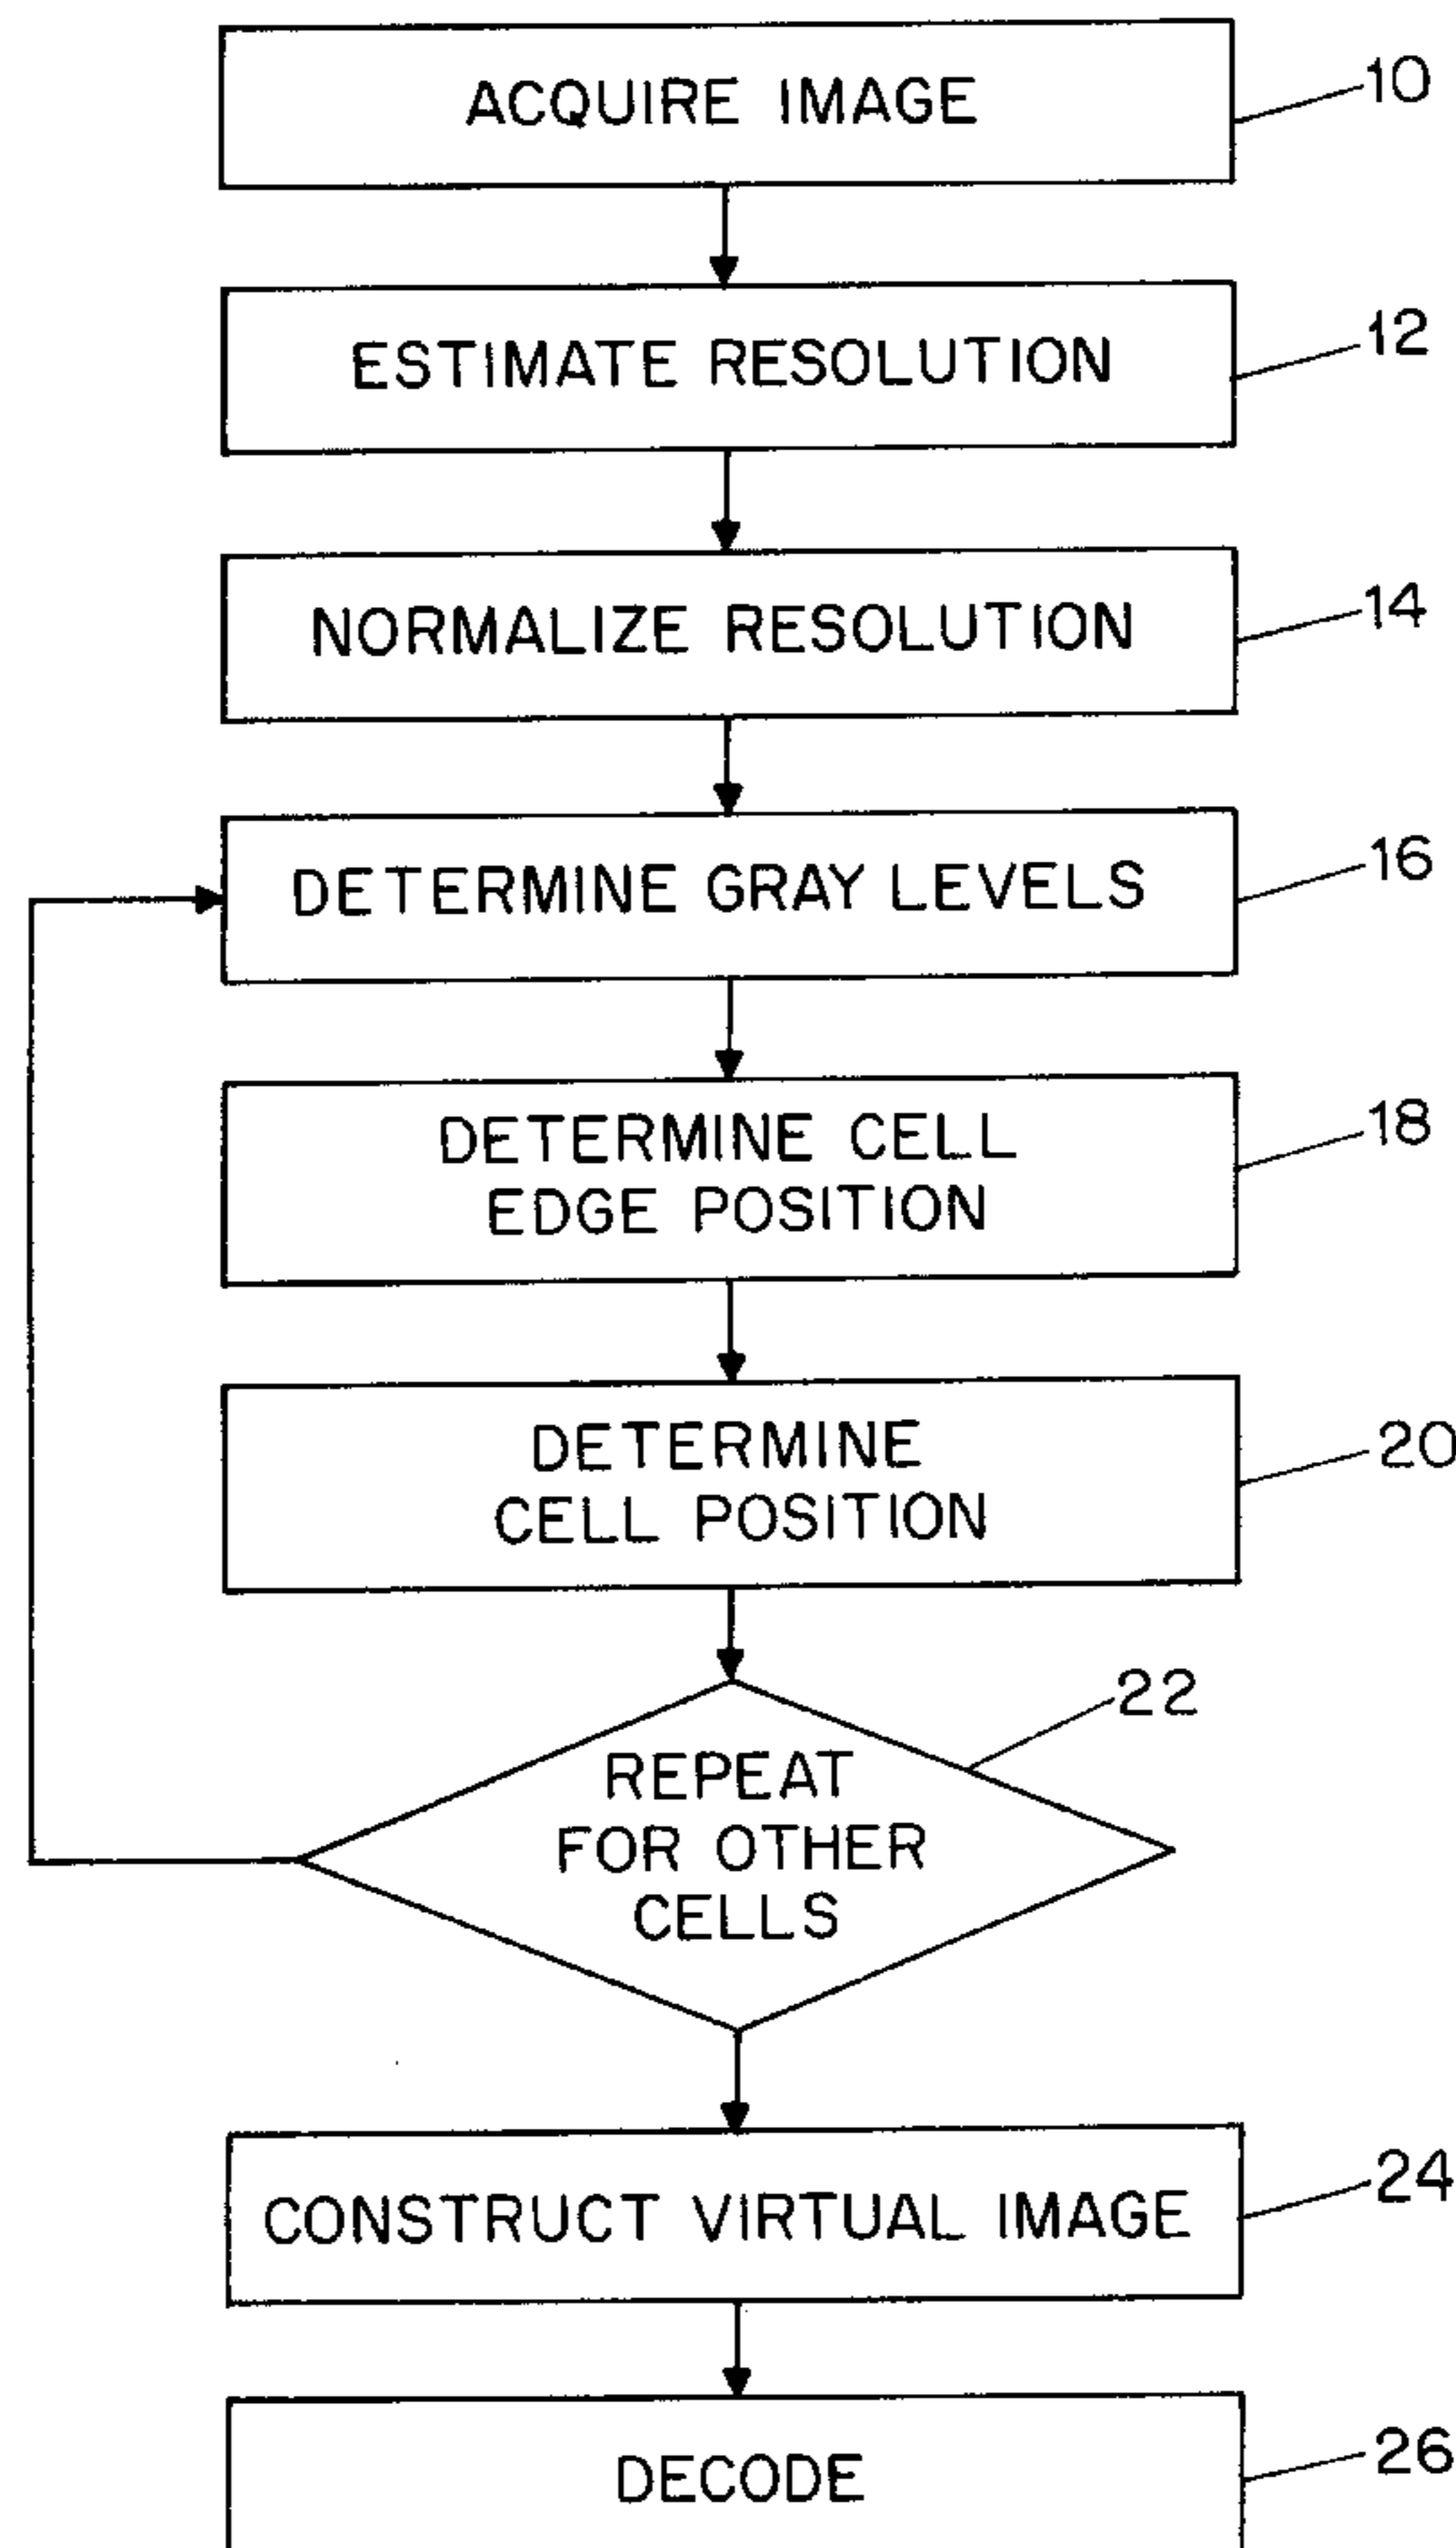 ACQUIRE IMAGE
10
ESTIMATE RESOLUTION
12
NORMALIZE RESOLUTION
14
DETERMINE GRAY LEVELS
16
DETERMINE CELL
EDGE POSITION
18
DETERMINE
CELL POSITION
20
REPEAT
FOR OTHER
CELLS
22
CONSTRUCT VIRTUAL IMAGE
24
DECODE
26